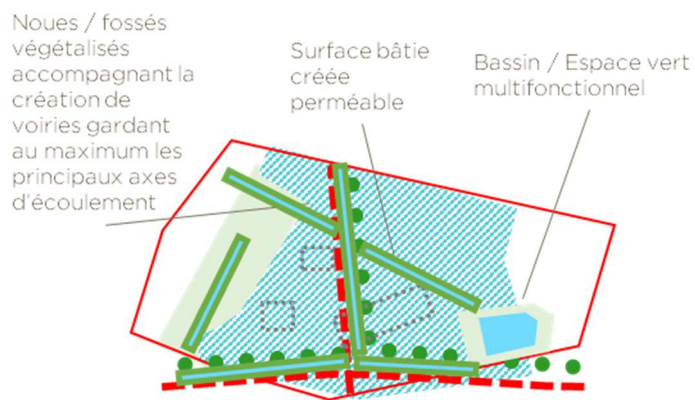 Noues / fossés
végétalisés
accompagnant la
création de
voiries gardant
au maximum les
principaux axes
d'écoulement
Surface bâtie
créée
perméable
Bassin / Espace vert
multifonctionnel